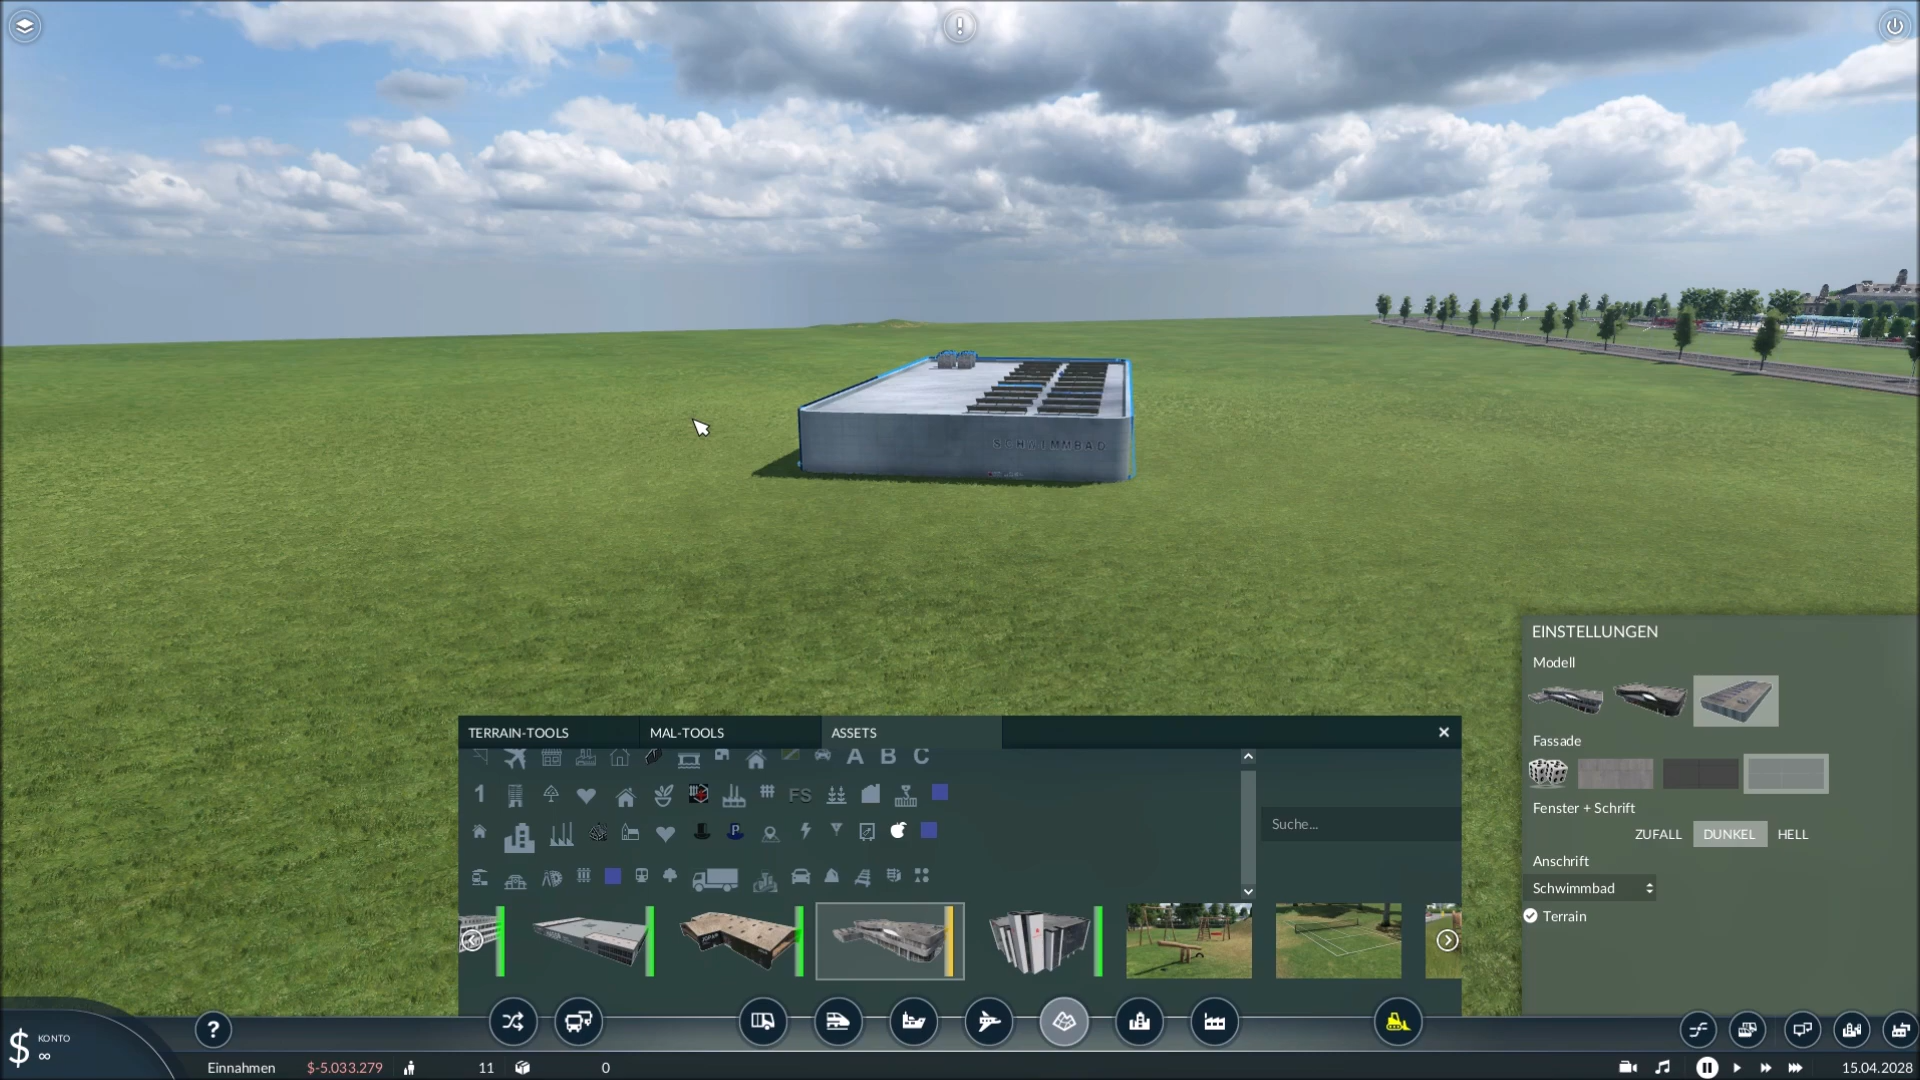 SCHWIMMBAD
EINSTELLUNGEN
Modell
Fassade
Fenster + Schrift
ZUFALL DUNKEL HELL
Anschrift
Schwimmbad
Terrain
TERRAIN-TOOLS MAL-TOOLS ASSETS
A B C
1 FS
P
Suche...
?
$ KONTO
∞
Einnahmen $-5.033.279 11 0 15.04.2028